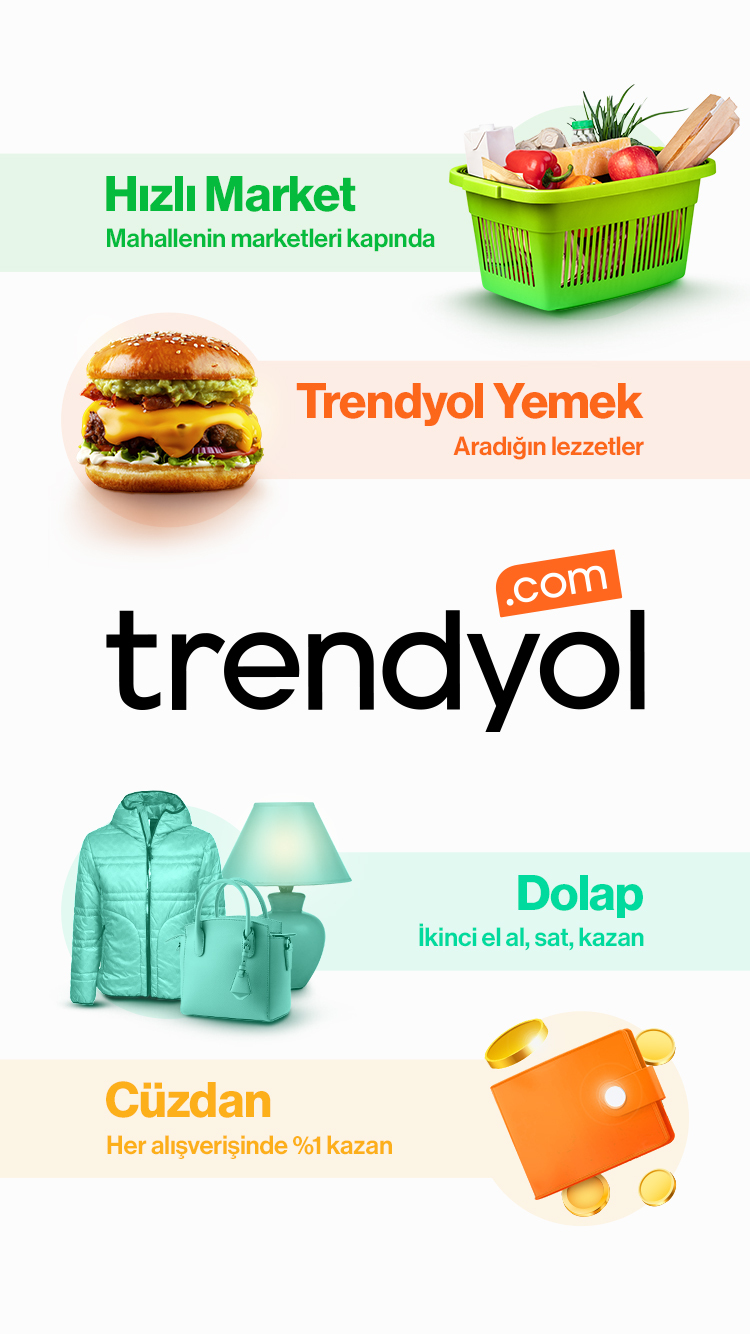 Hızlı Market
Mahallenin marketleri kapında
Trendyol Yemek
Aradığın lezzetler
.com
trendyol
Dolap
İkinci el al, sat, kazan
Cüzdan
Her alışverişinde %1 kazan